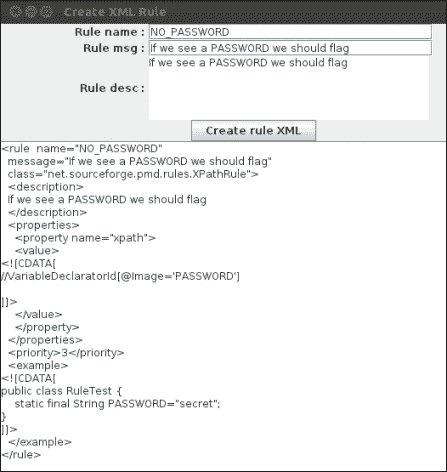 Create XML Rule
Rule name : NO_PASSWORD
Rule msg : If we see a PASSWORD we should flag
If we see a PASSWORD we should flag
Rule desc :
Create rule XML
<rule  name="NO_PASSWORD"
  message="If we see a PASSWORD we should flag"
  class="net.sourceforge.pmd.rules.XPathRule">
  <description>
  If we see a PASSWORD we should flag
  </description>
  <properties>
    <property name="xpath">
    <value>
<![CDATA[
//VariableDeclaratorId[@Image='PASSWORD']
]]>
    </value>
    </property>
  </properties>
  <priority>3</priority>
  <example>
<![CDATA[
public class RuleTest {
    static final String PASSWORD="secret";
}
]]>
  </example>
</rule>